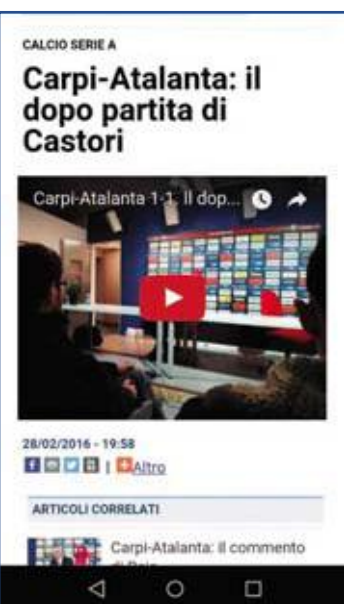 CALCIO SERIE A
Carpi-Atalanta: il
dopo partita di
Castori
Carpi-Atalanta 1-1: Il dop...
28/02/2016 - 19:58
| Altro
ARTICOLI CORRELATI
Carpi-Atalanta: il commento